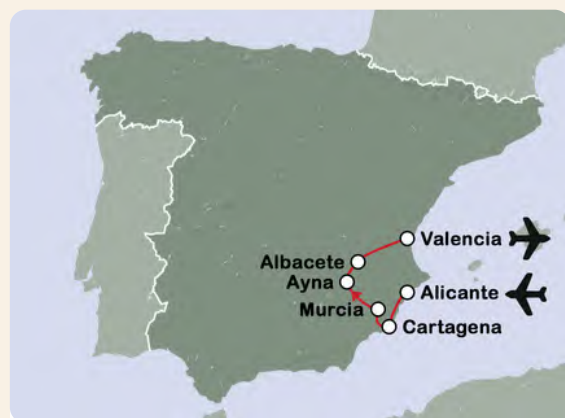 Valencia
Albacete
Ayna
Alicante
Murcia
Cartagena